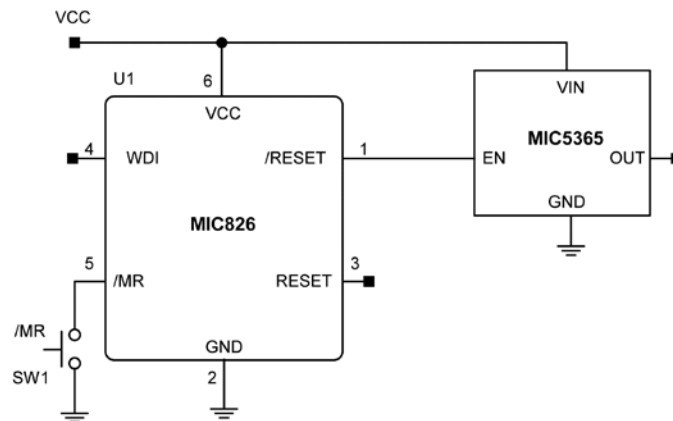 VCC
U1
6
VCC
VIN
MIC5365
4
WDI
/RESET
1
EN
OUT
GND
MIC826
5
/MR
RESET
3
/MR
GND
SW1
2